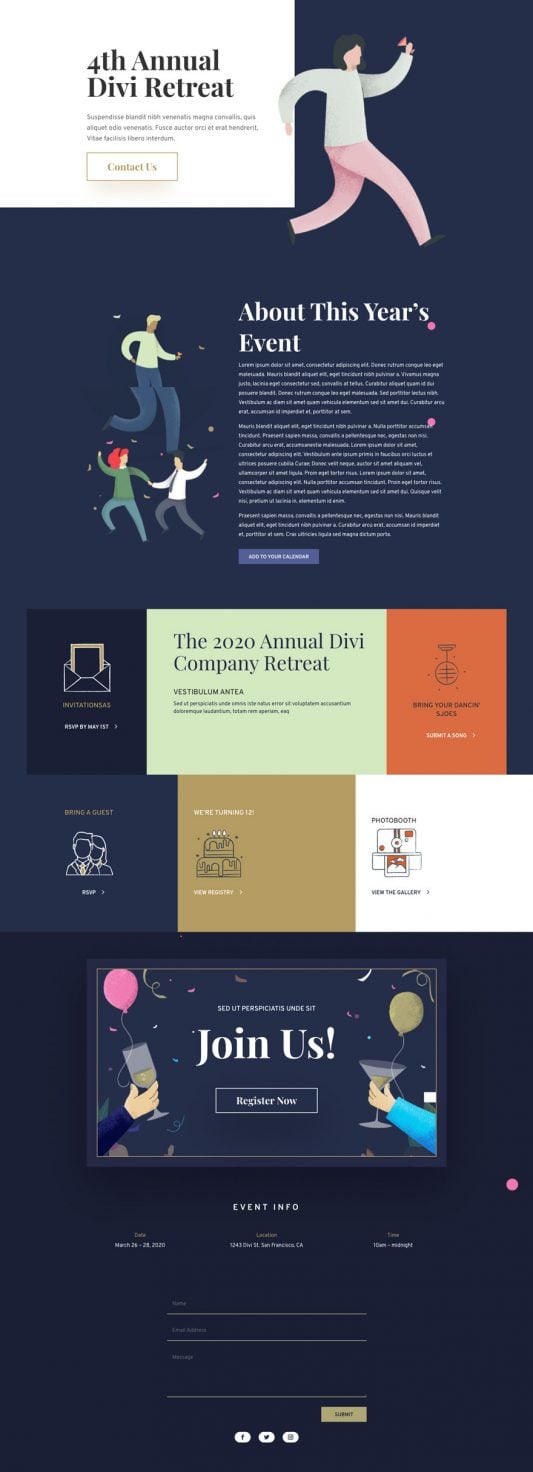 4th Annual
Divi Retreat
Suspendisse blandit nibh venenatis magna convallis, quis
aliquet odio venenatis. Fusce auctor orci et erat hendrerit,
Vitae facilisis libero interdum.
Contact Us
About This Year's
Event
Lorem ipsum dolor sit amet, consectetur adipiscing elit. Donec rutrum congue leo eget
malesuada. Mauris blandit aliquet elit, eget tincidunt nibh pulvinar a. Vivamus magna
justo, lacinia eget consectetur sed, convallis at tellus. Curabitur aliquet quam id dui
posuere blandit. Donec rutrum congue leo eget malesuada. Sed porttitor lectus nibh.
Vestibulum ac diam sit amet quam vehicula elementum sed sit amet dui. Curabitur arcu
erat, accumsan id imperdiet et, porttitor at sem.
Mauris blandit aliquet elit, eget tincidunt nibh pulvinar a. Nulla porttitor accumsan
tincidunt. Praesent sapien massa, convallis a pellentesque nec, egestas non nisi.
Curabitur arcu erat, accumsanestibulum ante. Lorem ipsum dolor sit amet,
consectetur adipiscing elit. Vestibulum ante ipsum primis in faucibus orci luctus et
ultrices posuere cubilia Curae; Donec velit neque, auctor sit amet aliquam vel,
ullamcorper sit amet ligula. Proin eget tortor risus. Lorem ipsum dolor sit amet,
consectetur adipiscing elit. Nulla porttitor accumsan tincidunt. Proin eget tortor risus.
Vestibulum ac diam sit amet quam vehicula elementum sed sit amet dui. Quisque velit
nisi, pretium ut lacinia in, elementum id enim.
Praesent sapien massa, convallis a pellentesque nec, egestas non nisi. Mauris blandit
aliquet elit, eget tincidunt nibh pulvinar a. Curabitur arcu erat, accumsan id imperdiet
et, porttitor at sem. Cras ultricies ligula sed magna dictum porta.
ADD TO YOUR CALENDAR
The 2020 Annual Divi
Company Retreat
VESTIBULUM ANTEA
Sed ut perspiciatis unde omnis iste natus error sit voluptatem accusantium
doloremque laudantium, totam rem aperiam, eaq
INVITATIONSAS
RSVP BY MAY 1ST >
BRING YOUR DANCIN'
SJOES
SUBMIT A SONG >
BRING A GUEST
RSVP >
WE'RE TURNING 12!
VIEW REGISTRY >
PHOTOBOOTH
VIEW THE GALLERY >
SED UT PERSPICIATIS UNDE SIT
Join Us!
Register Now
EVENT INFO
Date
March 26 – 28, 2020
Location
1243 Divi St. San Francisco, CA
Time
10am – midnight
Name
Email Address
Message
SUBMIT